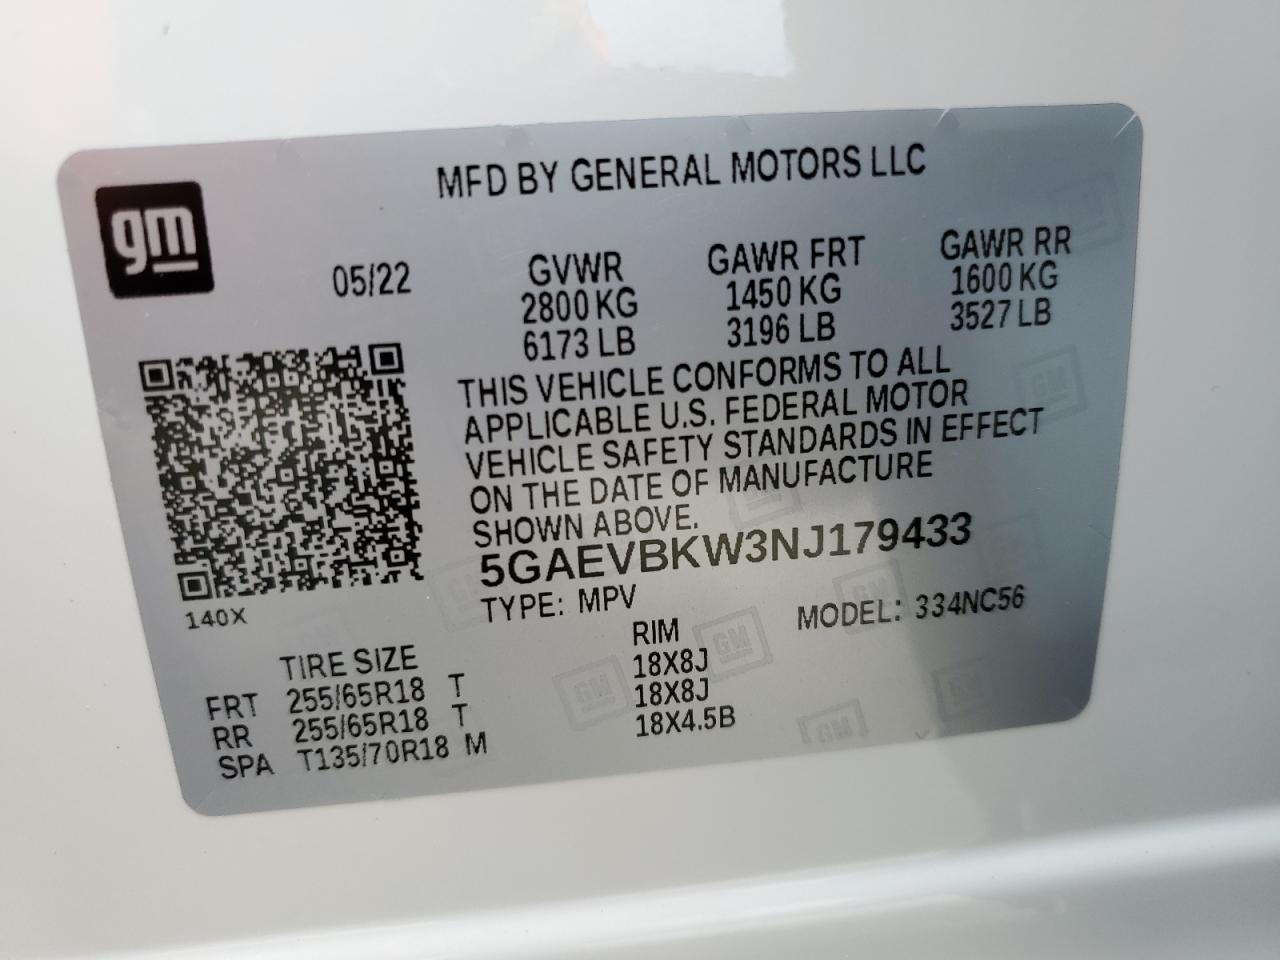 MFD BY GENERAL MOTORS LLC
gm
05/22
GVWR GAWR FRT GAWR RR
2800 KG 1450 KG 1600 KG
6173 LB 3196 LB 3527 LB
THIS VEHICLE CONFORMS TO ALL
APPLICABLE U.S. FEDERAL MOTOR
VEHICLE SAFETY STANDARDS IN EFFECT
ON THE DATE OF MANUFACTURE
SHOWN ABOVE.
5GAEVBKW3NJ179433
140X
TYPE: MPV MODEL: 334NC56
TIRE SIZE RIM
FRT 255/65R18 T 18X8J
RR 255/65R18 T 18X8J
SPA T135/70R18 M 18X4.5B